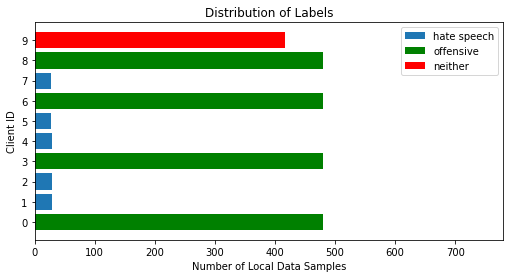 Distribution of Labels
hate speech
offensive
neither
Client ID
9
8
7
6
5
4
3
2
1
0
0 100 200 300 400 500 600 700
Number of Local Data Samples